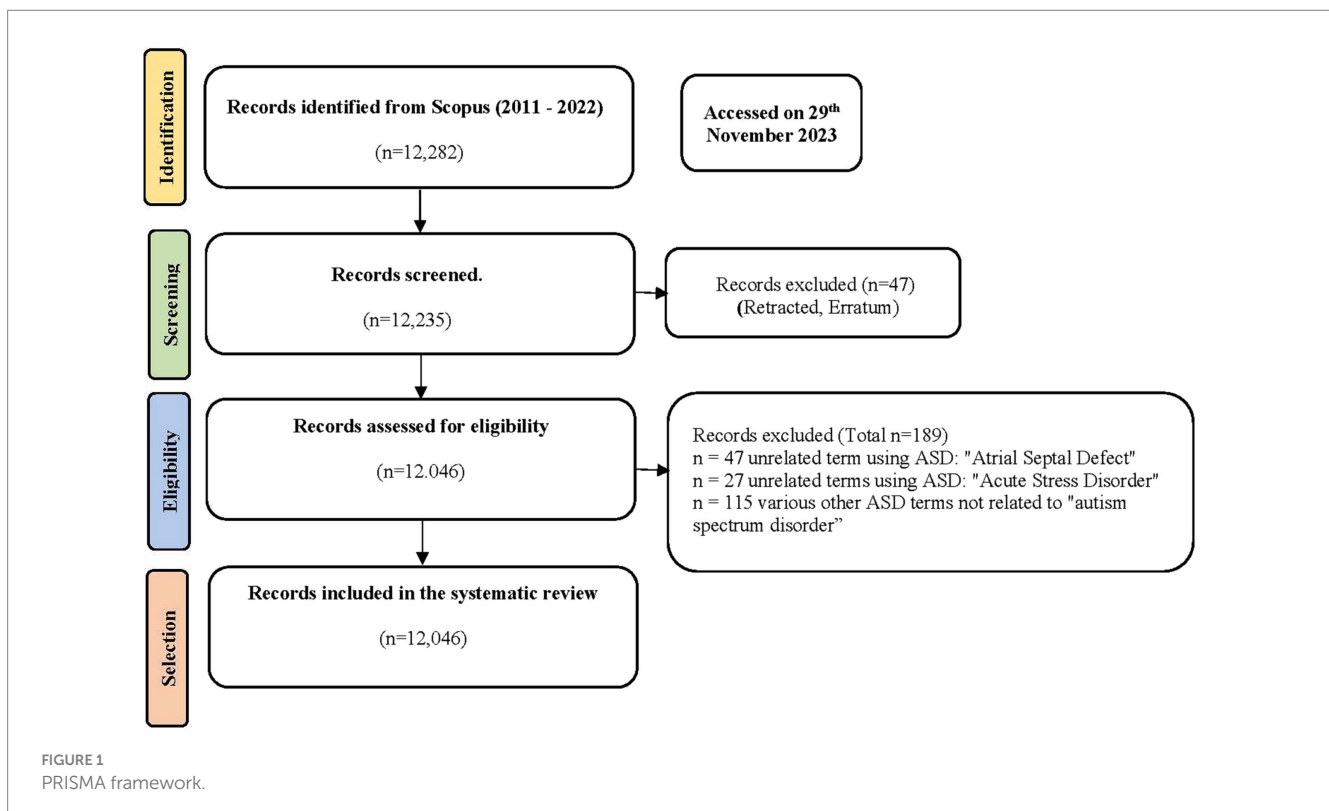 Identification
Records identified from Scopus (2011 - 2022)
(n=12,282)
Accessed on 29th
November 2023
Screening
Records screened.
(n=12,235)
Records excluded (n=47)
(Retracted, Erratum)
Eligibility
Records assessed for eligibility
(n=12.046)
Records excluded (Total n=189)
n = 47 unrelated term using ASD: "Atrial Septal Defect"
n = 27 unrelated terms using ASD: "Acute Stress Disorder"
n = 115 various other ASD terms not related to "autism
spectrum disorder”
Selection
Records included in the systematic review
(n=12,046)
FIGURE 1
PRISMA framework.